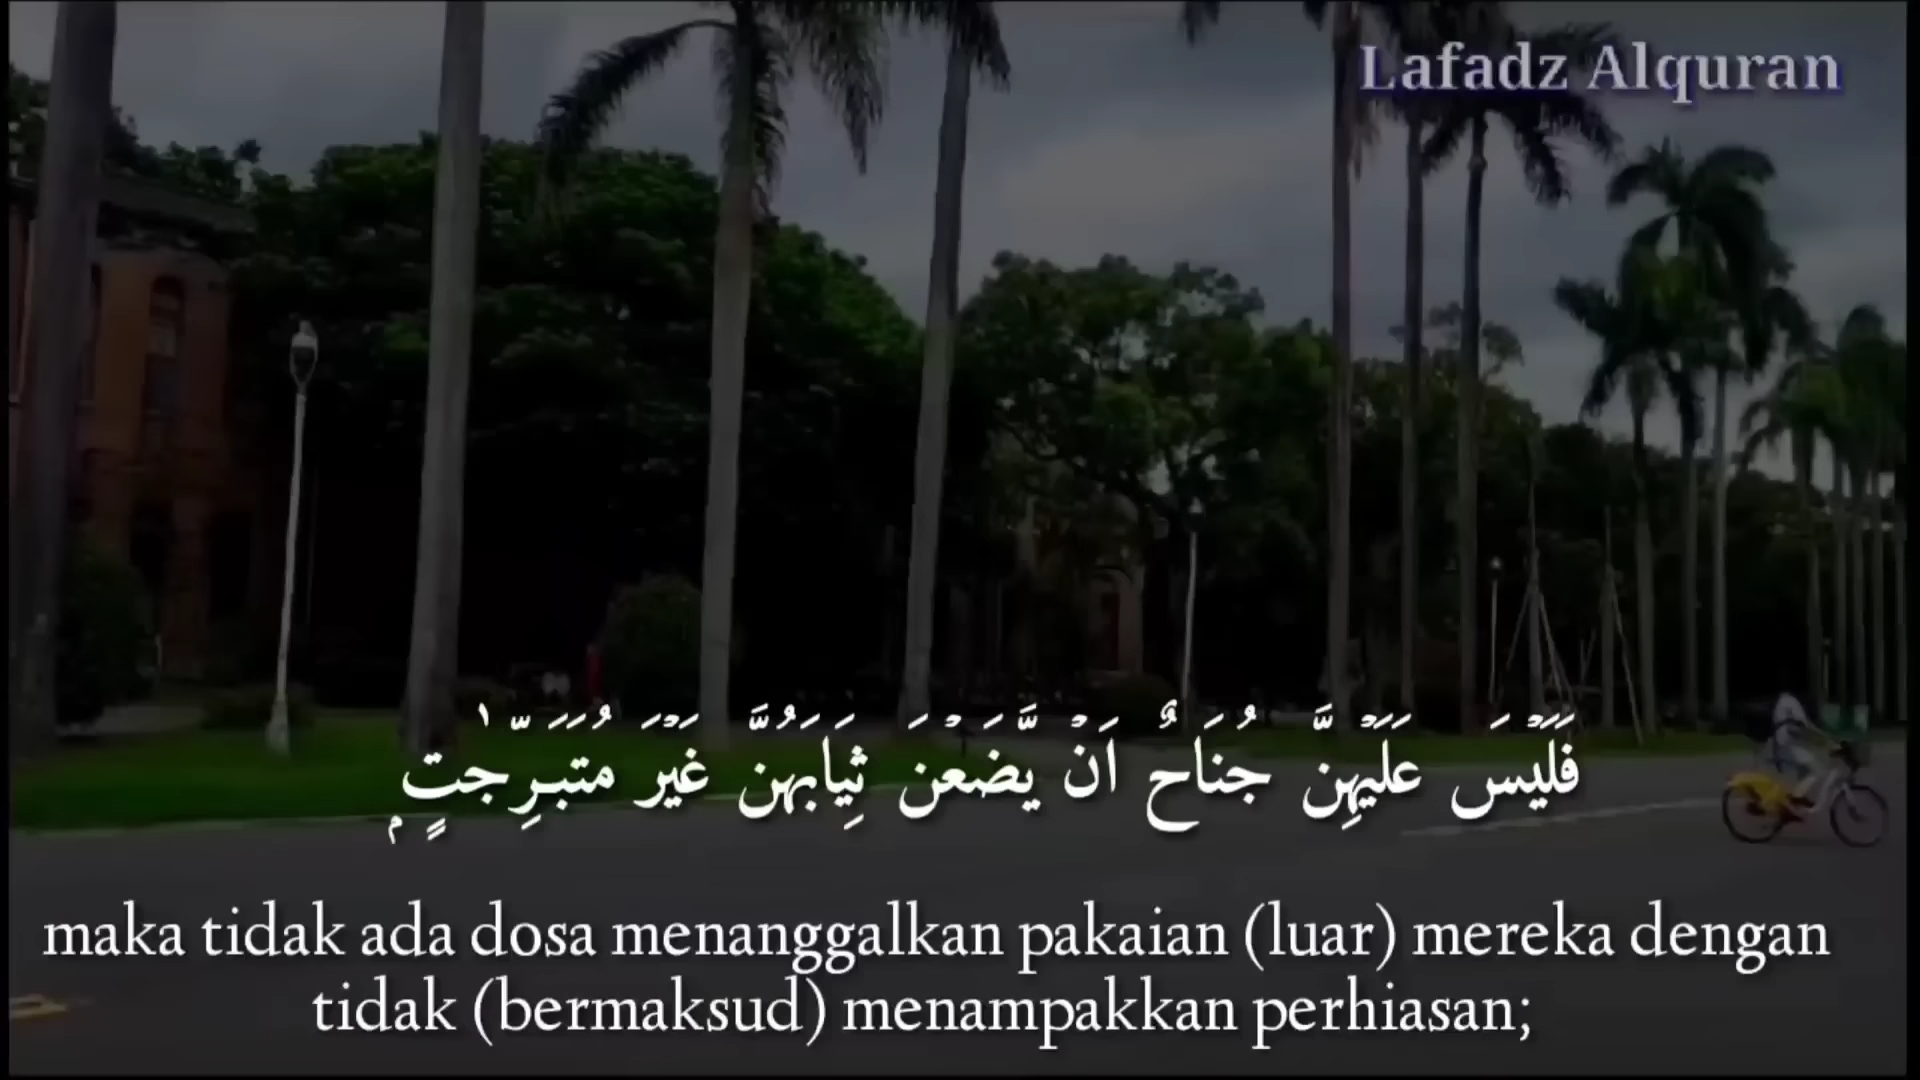 Lafadz Alquran
فَلَيْسَ عَلَيْهِنَّ جُنَاحٌ اَنْ يَّضَعْنَ ثِيَابَهُنَّ غَيْرَ مُتَبَرِّجٰتٍۭ
maka tidak ada dosa menanggalkan pakaian (luar) mereka dengan
tidak (bermaksud) menampakkan perhiasan;